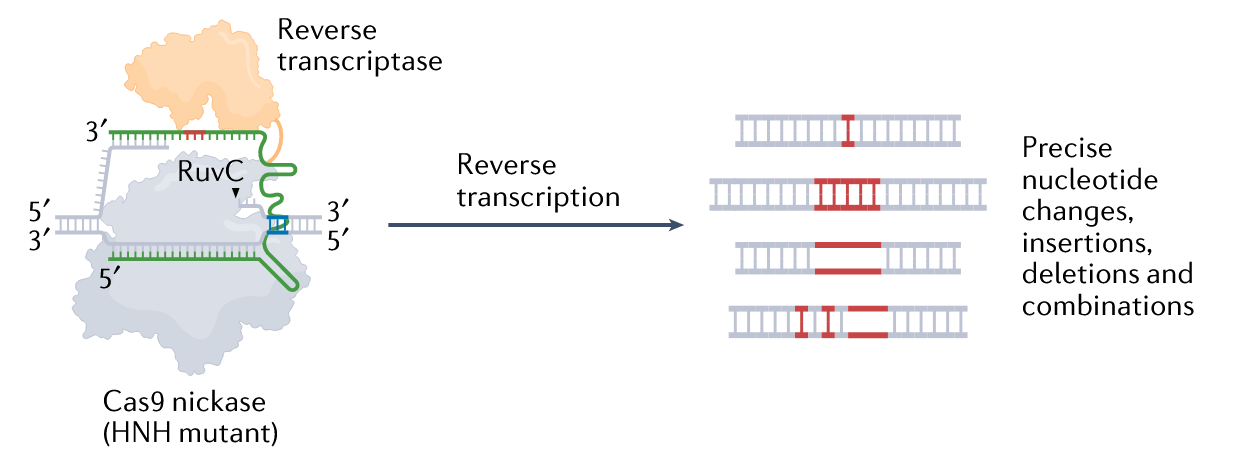 Reverse
transcriptase
3′
RuvC
5′
3′
3′
5′
5′
Cas9 nickase
(HNH mutant)
Reverse
transcription
Precise
nucleotide
changes,
insertions,
deletions and
combinations